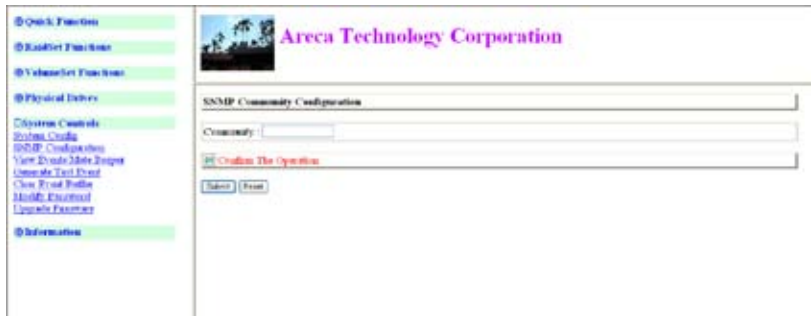 Quick Function
RaidSet Functions
VolumeSet Functions
Physical Drives
System Controls
System Config
SNMP Configuration
View Events/Mute Beeper
Generate Test Event
Clear Event Buffer
Modify Password
Upgrade Firmware
Information
Areca Technology Corporation
SNMP Community Configuration
Community :
Confirm The Operation
Submit Reset